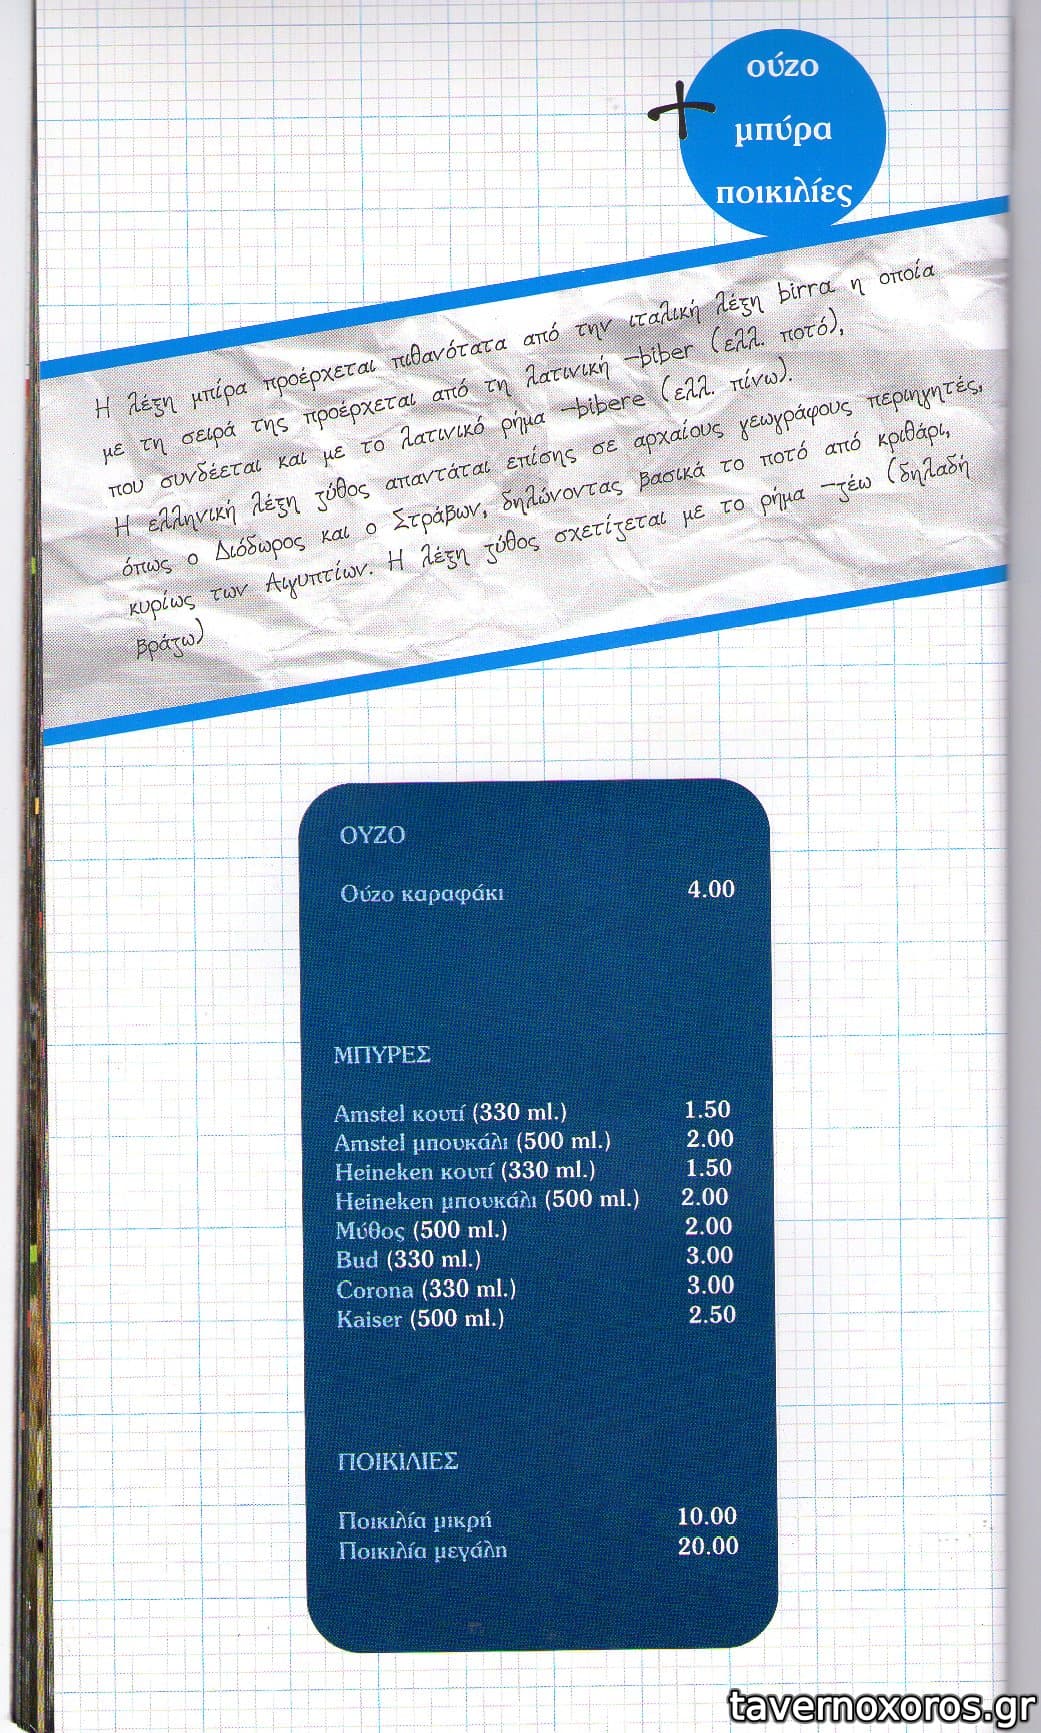 + ούzο
μπύρα
ποικιλίες
Η λέξη μπίρα προέρχεται πιθανότατα από την ιταλική λέξη birra η οποία
με τη σειρά της προέρχεται από τη λατινική –biber (ελλ. ποτό),
που συνδέεται και με το λατινικό ρήμα –bibere (ελλ. πίνω).
Η ελληνική λέξη ζύθος απαντάται επίσης σε αρχαίους γεωγράφους περιηγητές,
όπως ο Διόδωρος και ο Στράβων, δηλώνοντας βασικά το ποτό από κριθάρι,
κυρίως των Αιγυπτίων. Η λέξη ζύθος σχετίζεται με το ρήμα –ζέω (δηλαδή
βράζω)
ΟΥΖΟ
Ούzο καραφάκι 4.00
ΜΠΥΡΕΣ
Amstel κουτί (330 ml.) 1.50
Amstel μπουκάλι (500 ml.) 2.00
Heineken κουτί (330 ml.) 1.50
Heineken μπουκάλι (500 ml.) 2.00
Μύθος (500 ml.) 2.00
Bud (330 ml.) 3.00
Corona (330 ml.) 3.00
Kaiser (500 ml.) 2.50
ΠΟΙΚΙΛΙΕΣ
Ποικιλία μικρή 10.00
Ποικιλία μεγάλη 20.00
tavernoxoros.gr